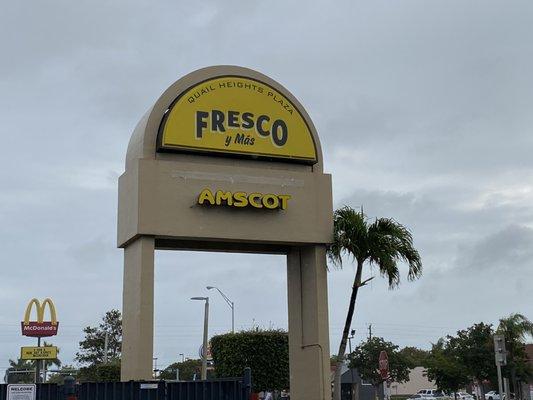 QUAIL HEIGHTS PLAZA
FRESCO
y Más
AMSCOT
McDonald's
WELCOME